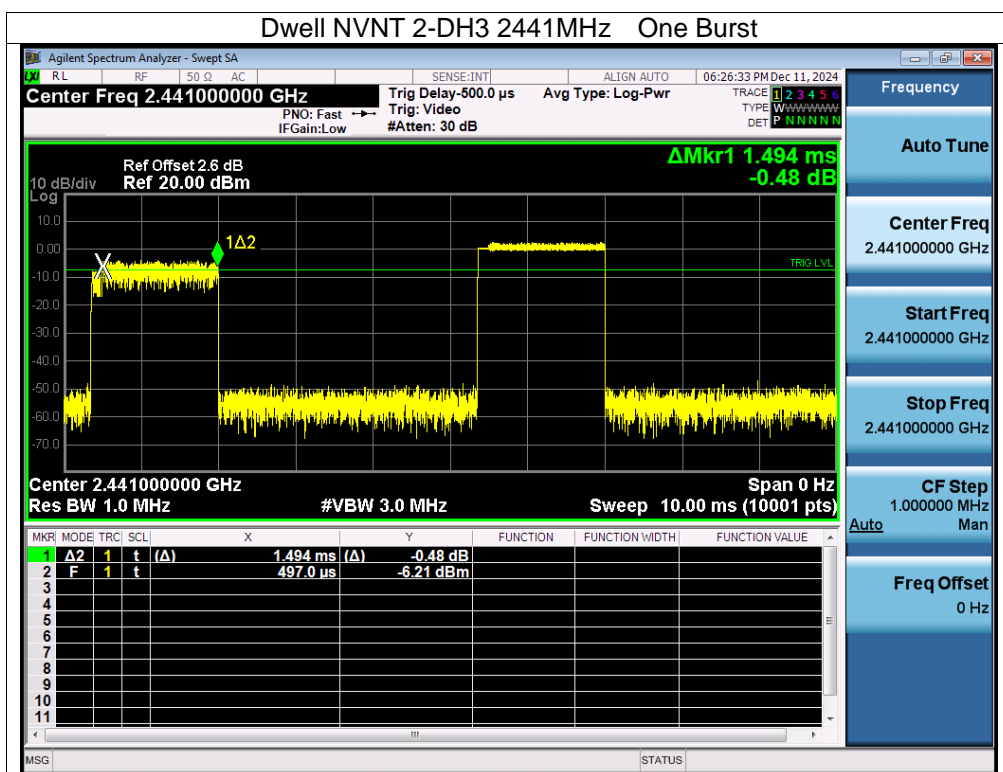 Dwell NVNT 2-DH3 2441MHz One Burst
Agilent Spectrum Analyzer - Swept SA
LXI RL RF 50 Ω AC SENSE:INT ALIGN AUTO 06:26:33 PM Dec 11, 2024
Center Freq 2.441000000 GHz Trig Delay-500.0 µs Avg Type: Log-Pwr TRACE 1 2 3 4 5 6
PNO: Fast Trig: Video TYPE WWWWWWW
IFGain:Low #Atten: 30 dB DET P N N N N N
Frequency
Auto Tune
Center Freq
2.441000000 GHz
Start Freq
2.441000000 GHz
Stop Freq
2.441000000 GHz
CF Step
1.000000 MHz
Auto Man
Freq Offset
0 Hz
ΔMkr1 1.494 ms
-0.48 dB
Ref Offset 2.6 dB
10 dB/div Ref 20.00 dBm
Log
10.0
0.00
-10.0
-20.0
-30.0
-40.0
-50.0
-60.0
-70.0
1Δ2
TRIG LVL
X
Center 2.441000000 GHz Span 0 Hz
Res BW 1.0 MHz #VBW 3.0 MHz Sweep 10.00 ms (10001 pts)
MKR MODE TRC SCL X Y FUNCTION FUNCTION WIDTH FUNCTION VALUE
1 Δ2 1 t (Δ) 1.494 ms (Δ) -0.48 dB
2 F 1 t 497.0 µs -6.21 dBm
3
4
5
6
7
8
9
10
11
MSG STATUS